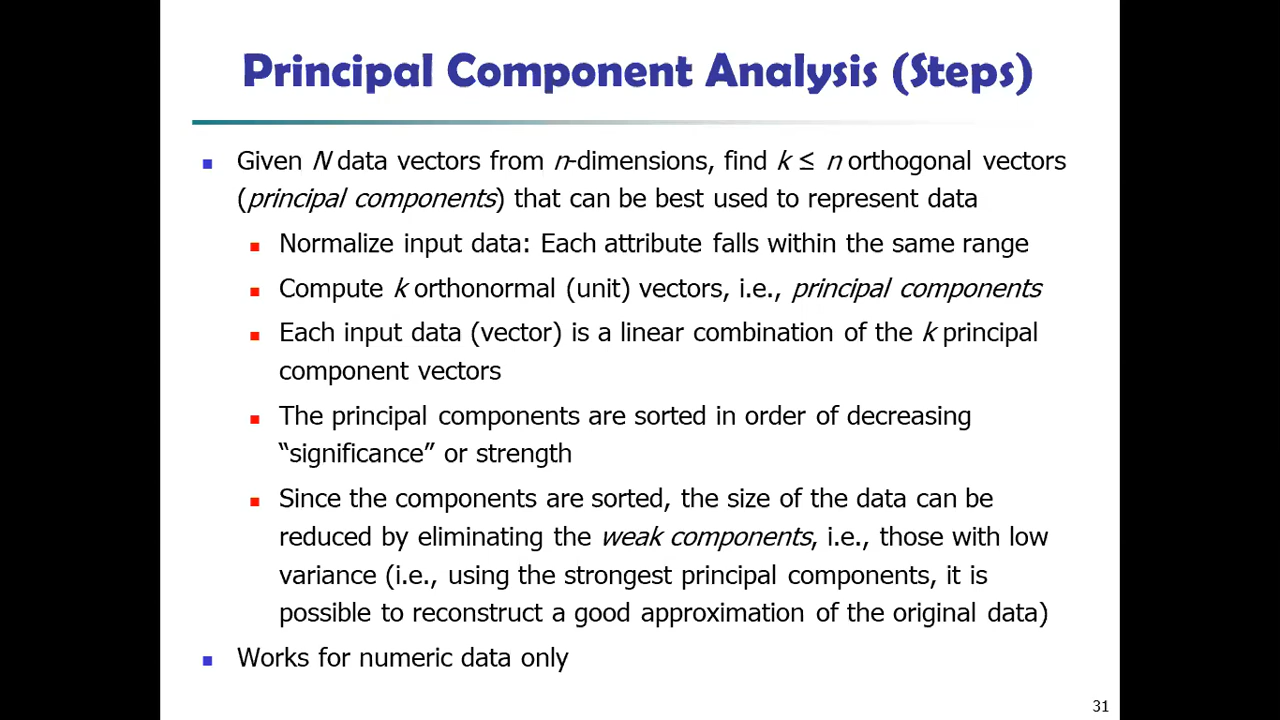 Principal Component Analysis (Steps)
Given N data vectors from n-dimensions, find k ≤ n orthogonal vectors
(principal components) that can be best used to represent data
Normalize input data: Each attribute falls within the same range
Compute k orthonormal (unit) vectors, i.e., principal components
Each input data (vector) is a linear combination of the k principal
component vectors
The principal components are sorted in order of decreasing
“significance” or strength
Since the components are sorted, the size of the data can be
reduced by eliminating the weak components, i.e., those with low
variance (i.e., using the strongest principal components, it is
possible to reconstruct a good approximation of the original data)
Works for numeric data only
31